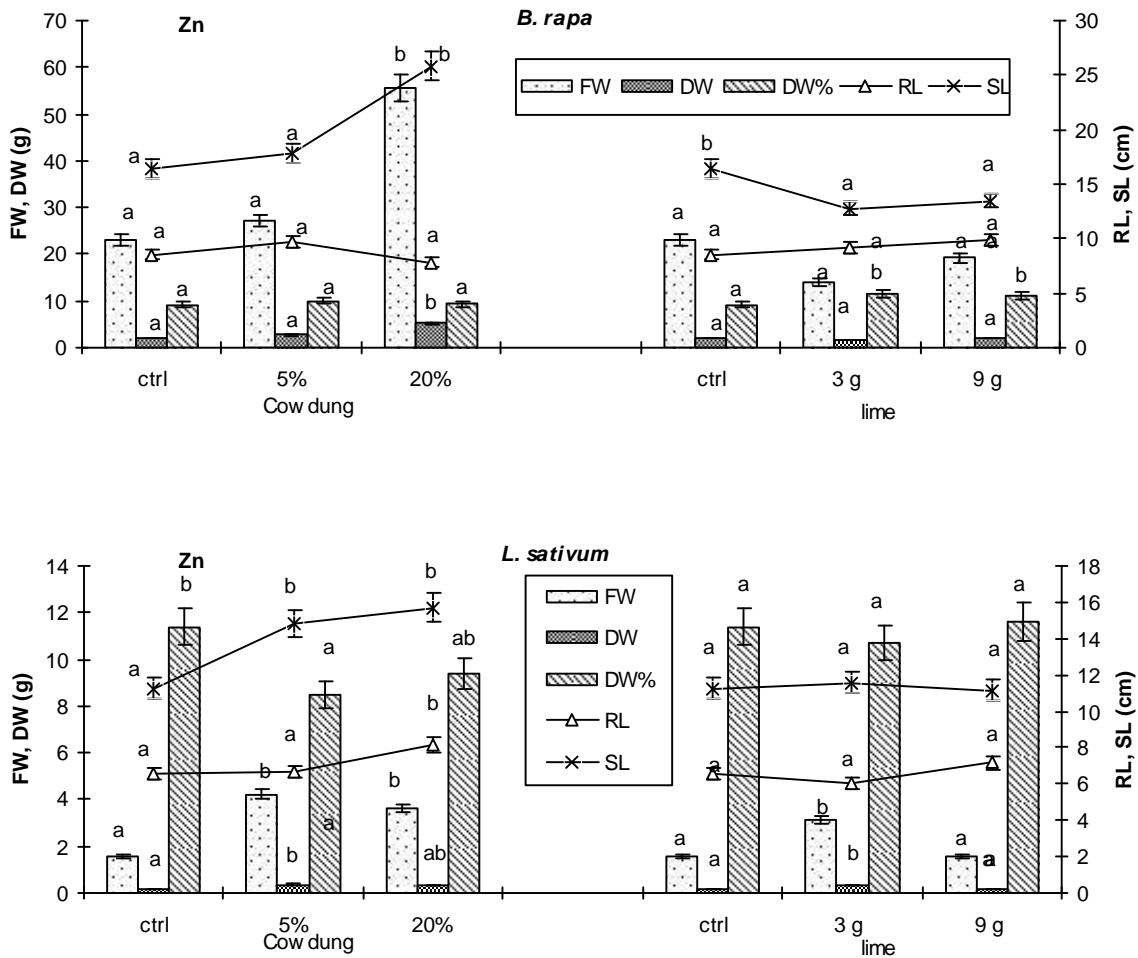 Zn
B. rapa
FW DW DW% RL SL
FW, DW (g)
70
60
50
40
30
20
10
0
RL, SL (cm)
30
25
20
15
10
5
0
a a b b
a a a a a
a a b a
b a a
a a a a a
a a a b a b
ctrl 5% 20% ctrl 3 g 9 g
Cow dung lime
Zn
L. sativum
FW
DW
DW%
RL
SL
FW, DW (g)
14
12
10
8
6
4
2
0
RL, SL (cm)
18
16
14
12
10
8
6
4
2
0
b b b a a a
a a ab a a a
a a b a a a
b b b
a a a a
a b ab a b a
ctrl 5% 20% ctrl 3 g 9 g
Cow dung lime